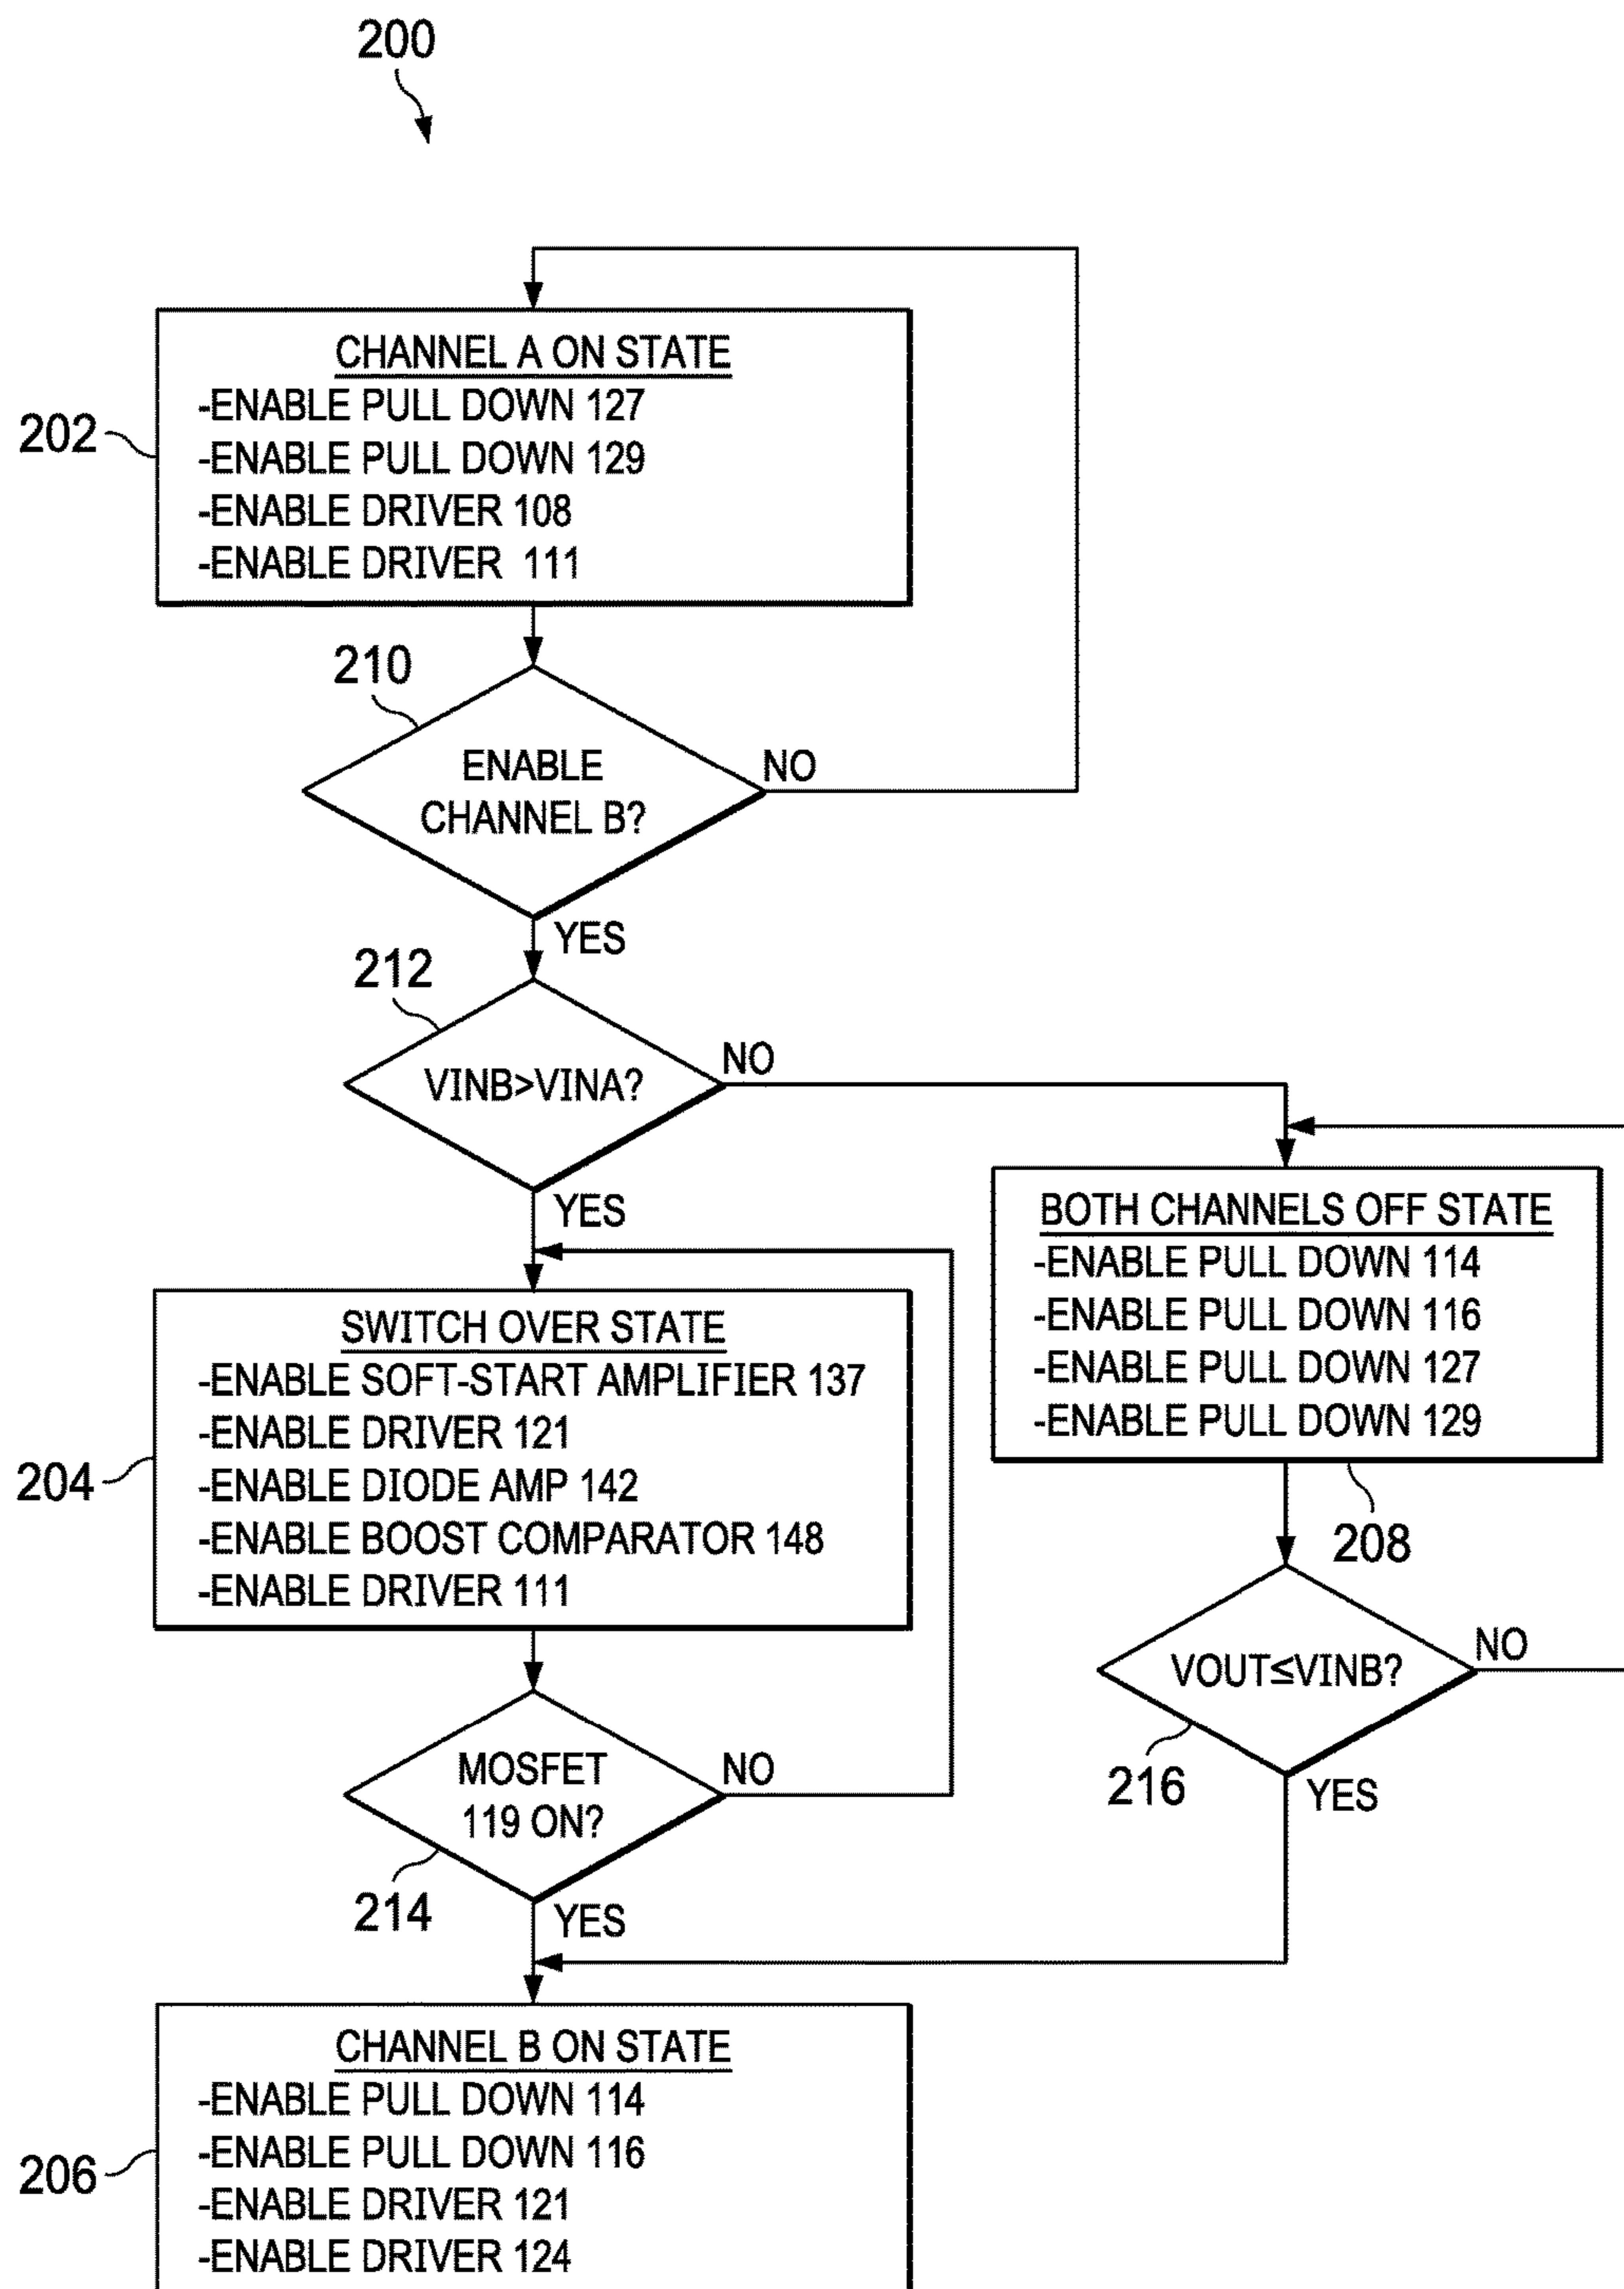 200
CHANNEL A ON STATE
-ENABLE PULL DOWN 127
-ENABLE PULL DOWN 129
-ENABLE DRIVER 108
-ENABLE DRIVER 111
202
210
ENABLE
CHANNEL B?
NO
YES
212
VINB>VINA?
NO
YES
SWITCH OVER STATE
-ENABLE SOFT-START AMPLIFIER 137
-ENABLE DRIVER 121
-ENABLE DIODE AMP 142
-ENABLE BOOST COMPARATOR 148
-ENABLE DRIVER 111
204
BOTH CHANNELS OFF STATE
-ENABLE PULL DOWN 114
-ENABLE PULL DOWN 116
-ENABLE PULL DOWN 127
-ENABLE PULL DOWN 129
208
VOUT≤VINB?
NO
216
YES
MOSFET
119 ON?
NO
214
YES
CHANNEL B ON STATE
-ENABLE PULL DOWN 114
-ENABLE PULL DOWN 116
-ENABLE DRIVER 121
-ENABLE DRIVER 124
206